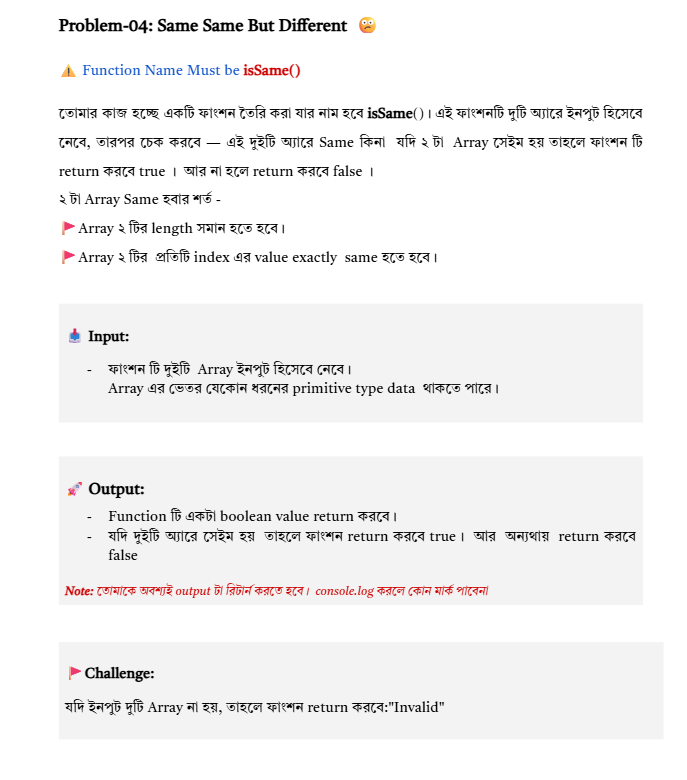 Problem-04: Same Same But Different 🫤
⚠️ Function Name Must be isSame()
তোমার কাজ হচ্ছে একটি ফাংশন তৈরি করা যার নাম হবে isSame()। এই ফাংশনটি দুটি অ্যারে ইনপুট হিসেবে
নেবে, তারপর চেক করবে — এই দুইটি অ্যারে Same কিনা যদি ২ টা Array সেইম হয় তাহলে ফাংশন টি
return করবে true । আর না হলে return করবে false ।
২ টা Array Same হবার শর্ত -
🚩Array ২ টির length সমান হতে হবে।
🚩Array ২ টির প্রতিটি index এর value exactly same হতে হবে।
📥 Input:
- ফাংশন টি দুইটি Array ইনপুট হিসেবে নেবে।
Array এর ভেতর যেকোন ধরনের primitive type data থাকতে পারে।
🚀 Output:
- Function টি একটা boolean value return করবে।
- যদি দুইটি অ্যারে সেইম হয় তাহলে ফাংশন return করবে true। আর অন্যথায় return করবে
false
Note: তোমাকে অবশ্যই output টা রিটার্ন করতে হবে। console.log করলে কোন মার্ক পাবেনা
🚩Challenge:
যদি ইনপুট দুটি Array না হয়, তাহলে ফাংশন return করবে:"Invalid"